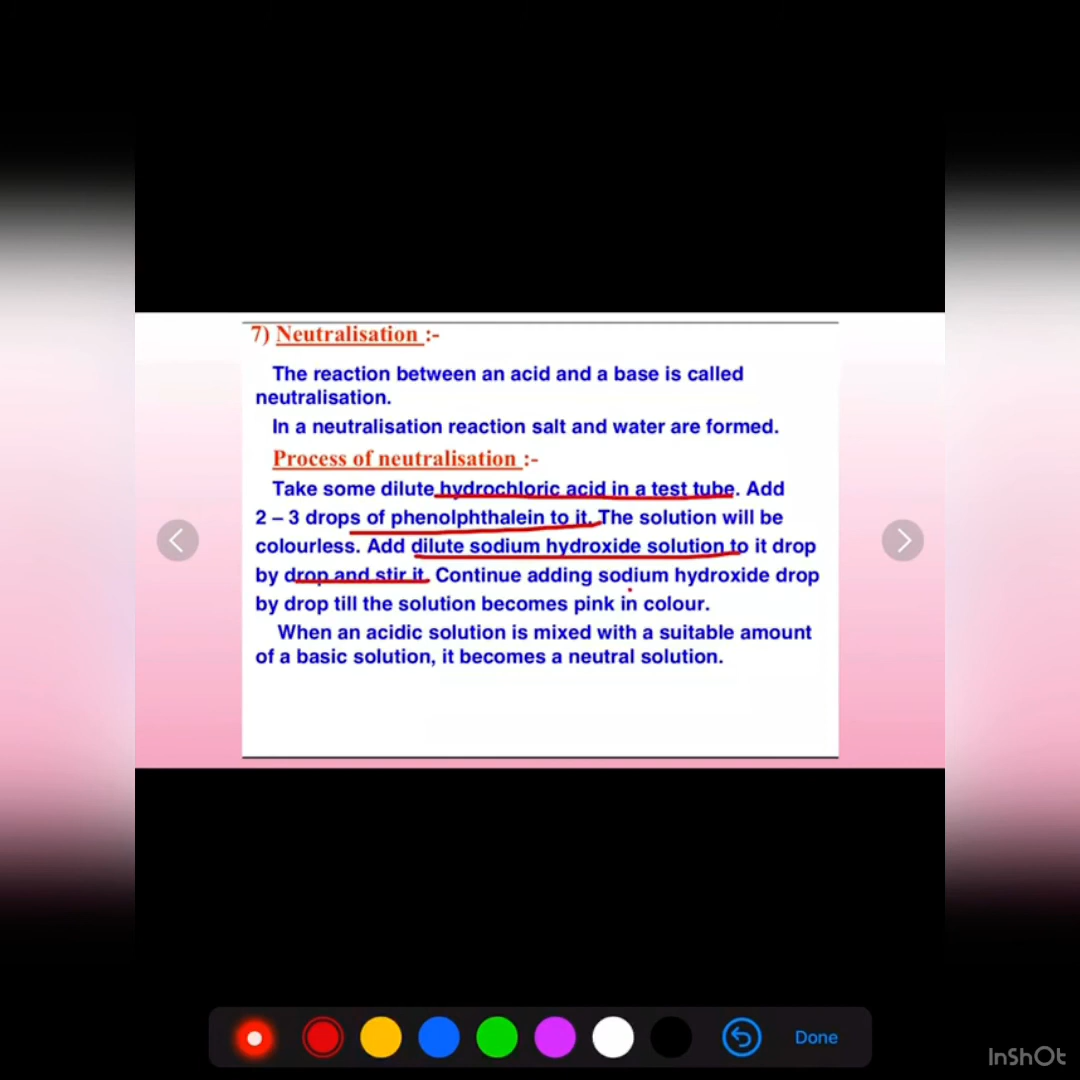 7) Neutralisation :-
The reaction between an acid and a base is called
neutralisation.
In a neutralisation reaction salt and water are formed.
Process of neutralisation :-
Take some dilute hydrochloric acid in a test tube. Add
2 – 3 drops of phenolphthalein to it. The solution will be
colourless. Add dilute sodium hydroxide solution to it drop
by drop and stir it. Continue adding sodium hydroxide drop
by drop till the solution becomes pink in colour.
When an acidic solution is mixed with a suitable amount
of a basic solution, it becomes a neutral solution.
Done
InShOt